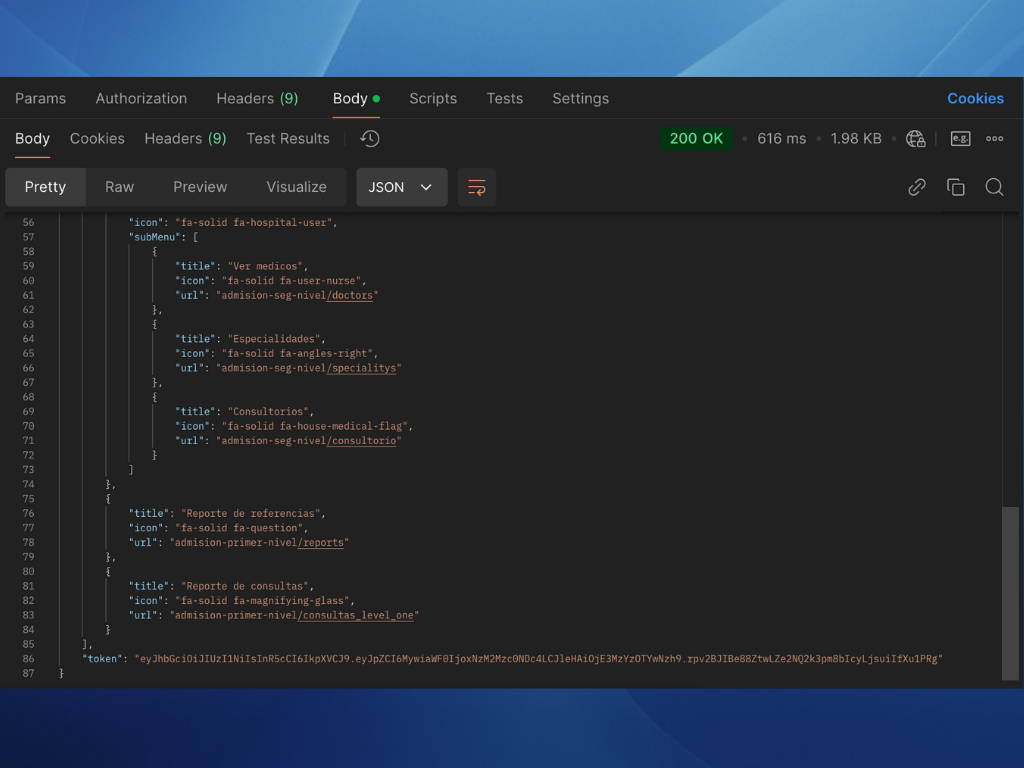 Params Authorization Headers (9) Body Scripts Tests Settings Cookies
Body Cookies Headers (9) Test Results 200 OK 616 ms 1.98 KB e.g.
Pretty Raw Preview Visualize JSON
56 "icon": "fa-solid fa-hospital-user",
57 "subMenu": [
58 {
59 "title": "Ver medicos",
60 "icon": "fa-solid fa-user-nurse",
61 "url": "admision-seg-nivel/doctors"
62 },
63 {
64 "title": "Especialidades",
65 "icon": "fa-solid fa-angles-right",
66 "url": "admision-seg-nivel/specialitys"
67 },
68 {
69 "title": "Consultorios",
70 "icon": "fa-solid fa-house-medical-flag",
71 "url": "admision-seg-nivel/consultorio"
72 }
73 ]
74 },
75 {
76 "title": "Reporte de referencias",
77 "icon": "fa-solid fa-question",
78 "url": "admision-primer-nivel/reports"
79 },
80 {
81 "title": "Reporte de consultas",
82 "icon": "fa-solid fa-magnifying-glass",
83 "url": "admision-primer-nivel/consultas_level_one"
84 }
85 ],
86 "token": "eyJhbGciOiJIUzI1NiIsInR5cCI6IkpXVCJ9.eyJpZCI6MywiaWF0IjoxNzM2Mzc0NDc4LCJleHAiOjE3MzYzOTYwNzh9.rpv2BJIBe88ZtwLZe2NQ2k3pm8bIcyLjsuiIfXu1PRg"
87 }